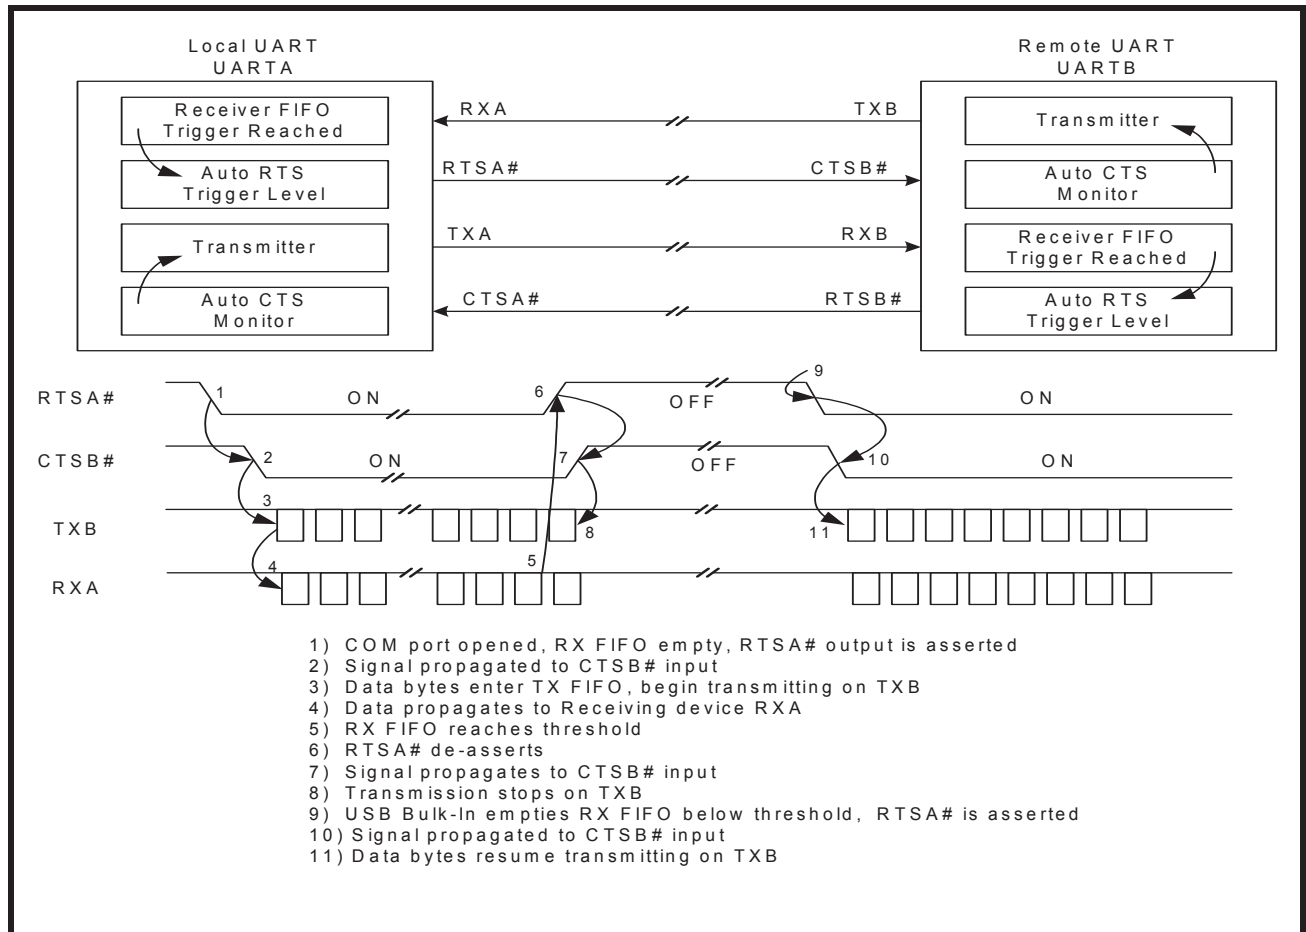 Local UART
UARTA
Remote UART
UARTB
Receiver FIFO
Trigger Reached
RXA
TXB
Transmitter
Auto RTS
Trigger Level
RTSA#
CTSB#
Auto CTS
Monitor
Transmitter
TXA
RXB
Receiver FIFO
Trigger Reached
Auto CTS
Monitor
CTSA#
RTSB#
Auto RTS
Trigger Level
RTSA#
1
ON
6
OFF
9
ON
CTSB#
2
ON
7
OFF
10
ON
TXB
3
8
11
RXA
4
5
1) COM port opened, RX FIFO empty, RTSA# output is asserted
2) Signal propagated to CTSB# input
3) Data bytes enter TX FIFO, begin transmitting on TXB
4) Data propagates to Receiving device RXA
5) RX FIFO reaches threshold
6) RTSA# de-asserts
7) Signal propagates to CTSB# input
8) Transmission stops on TXB
9) USB Bulk-In empties RX FIFO below threshold, RTSA# is asserted
10) Signal propagated to CTSB# input
11) Data bytes resume transmitting on TXB